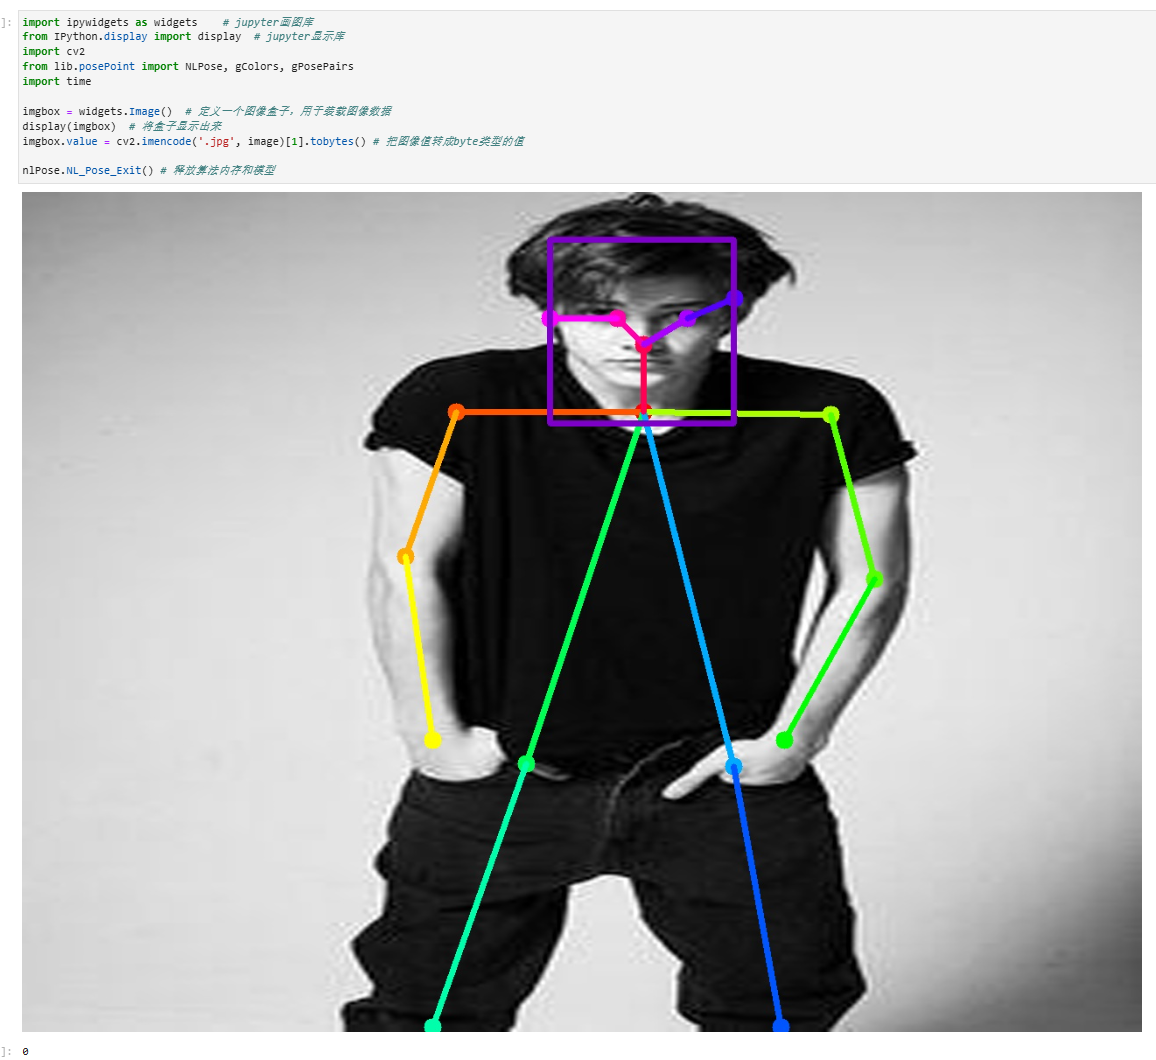 ]: import ipywidgets as widgets    # jupyter画图库
from IPython.display import display  # jupyter显示库
import cv2
from lib.posePoint import NLPose, gColors, gPosePairs
import time
imgbox = widgets.Image()  # 定义一个图像盒子，用于装载图像数据
display(imgbox)  # 将盒子显示出来
imgbox.value = cv2.imencode('.jpg', image)[1].tobytes() # 把图像值转成byte类型的值
nlPose.NL_Pose_Exit() # 释放算法内存和模型
]: 0